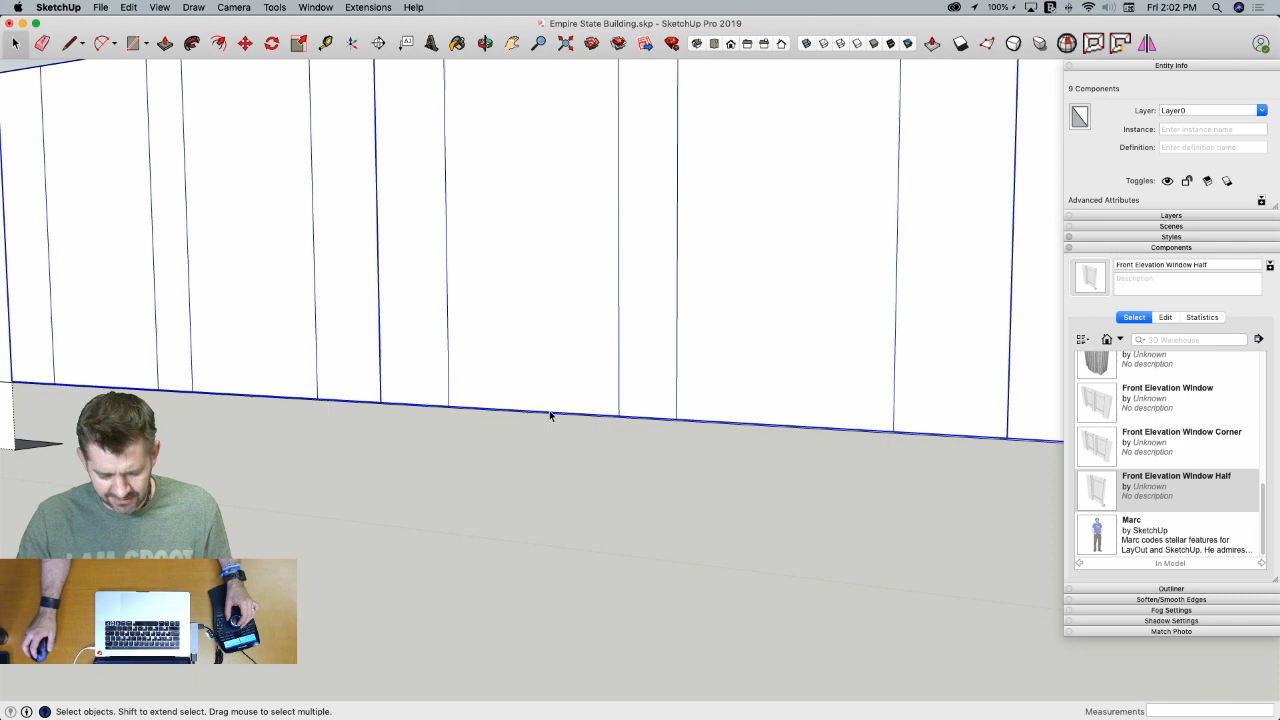 SketchUp File Edit View Draw Camera Tools Window Extensions Help
100% Fri 2:02 PM
Empire State Building.skp - SketchUp Pro 2019
Entity Info
9 Components
Layer: Layer0
Instance: Enter instance name
Definition: Enter definition name
Toggles:
Advanced Attributes
Layers
Scenes
Styles
Components
Front Elevation Window Half
Description
Select Edit Statistics
3D Warehouse
by Unknown
No description
Front Elevation Window
by Unknown
No description
Front Elevation Window Corner
by Unknown
No description
Front Elevation Window Half
by Unknown
No description
Marc
by SketchUp
Marc codes stellar features for
LayOut and SketchUp. He admires...
In Model
Outliner
Soften/Smooth Edges
Fog Settings
Shadow Settings
Match Photo
I AM GROOT
Select objects. Shift to extend select. Drag mouse to select multiple.
Measurements